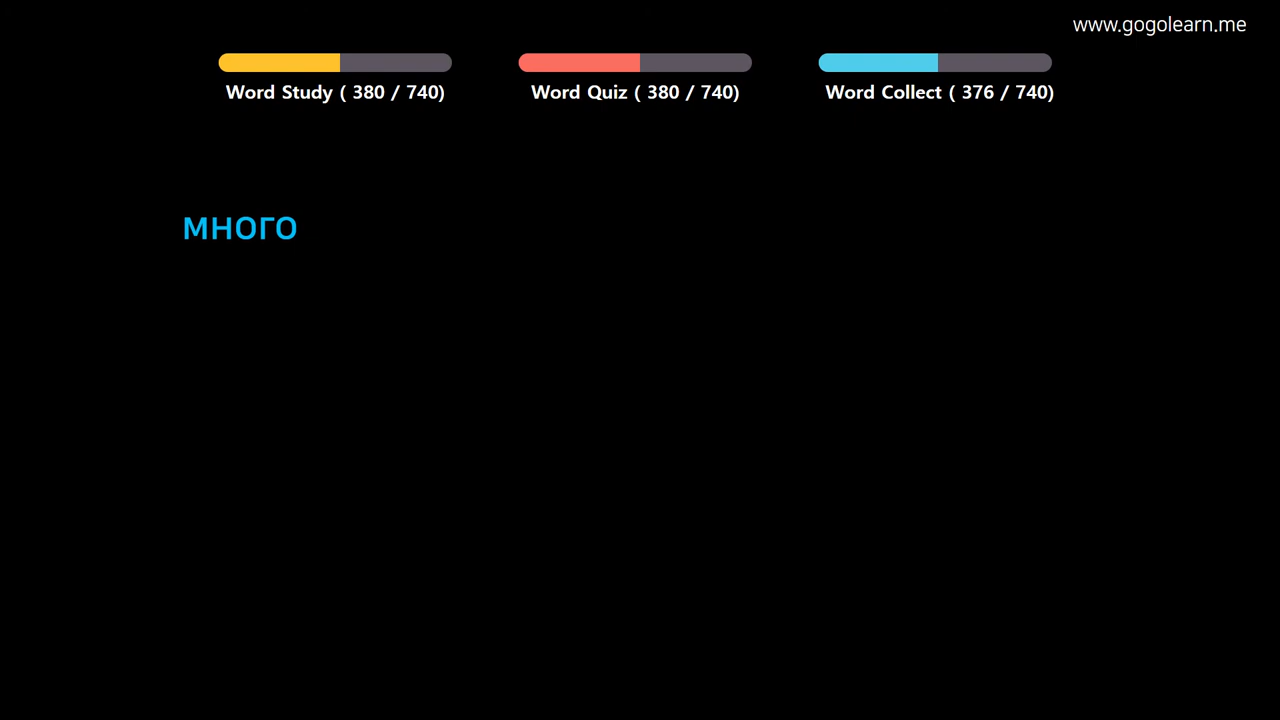 www.gogolearn.me
Word Study ( 380 / 740)
Word Quiz ( 380 / 740)
Word Collect ( 376 / 740)
много